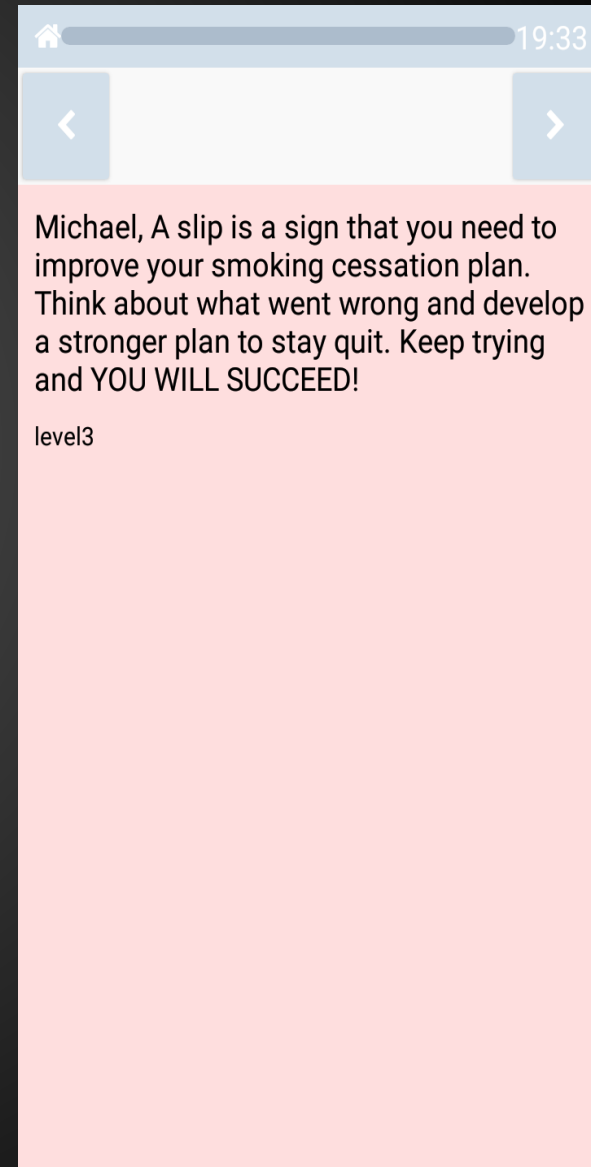 19:33
Michael, A slip is a sign that you need to
improve your smoking cessation plan.
Think about what went wrong and develop
a stronger plan to stay quit. Keep trying
and YOU WILL SUCCEED!
level3